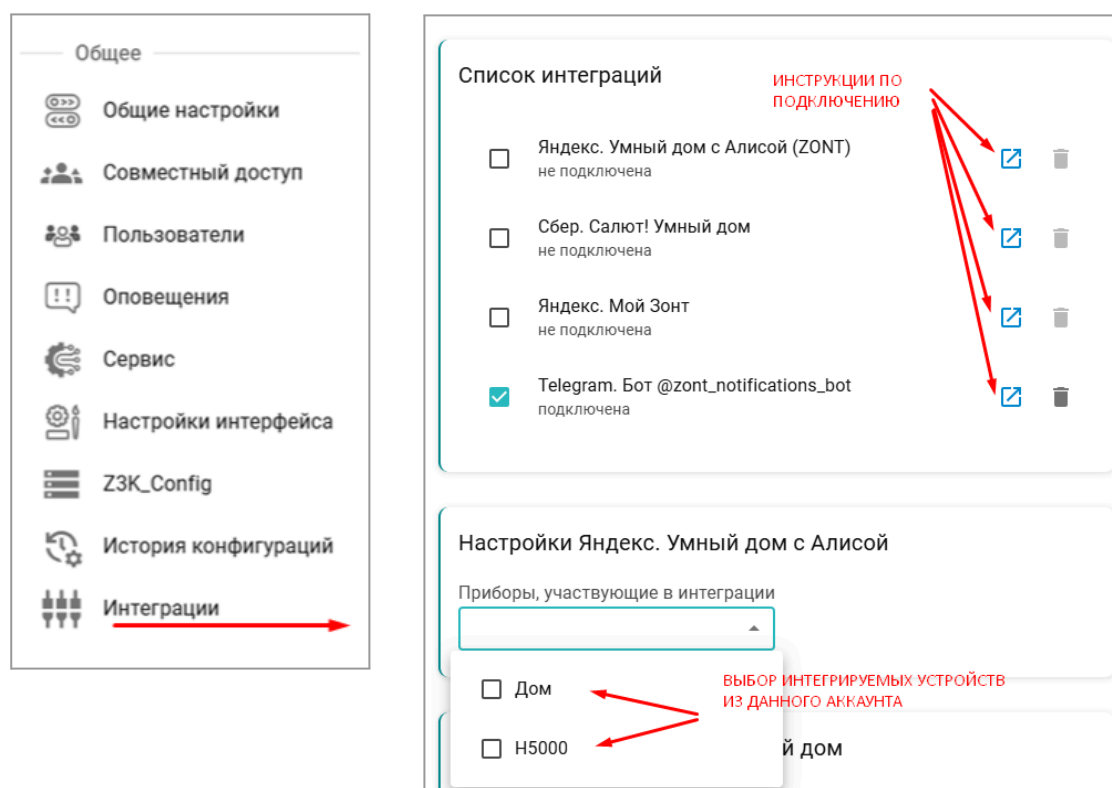 Общее
Общие настройки
Совместный доступ
Пользователи
Оповещения
Сервис
Настройки интерфейса
Z3K_Config
История конфигураций
Интеграции
Список интеграций
ИНСТРУКЦИИ ПО
ПОДКЛЮЧЕНИЮ
Яндекс. Умный дом с Алисой (ZONT)
не подключена
Сбер. Салют! Умный дом
не подключена
Яндекс. Мой Зонт
не подключена
Telegram. Бот @zont_notifications_bot
подключена
Настройки Яндекс. Умный дом с Алисой
Приборы, участвующие в интеграции
Дом
ВЫБОР ИНТЕГРИРУЕМЫХ УСТРОЙСТВ
ИЗ ДАННОГО АККАУНТА
H5000
й дом